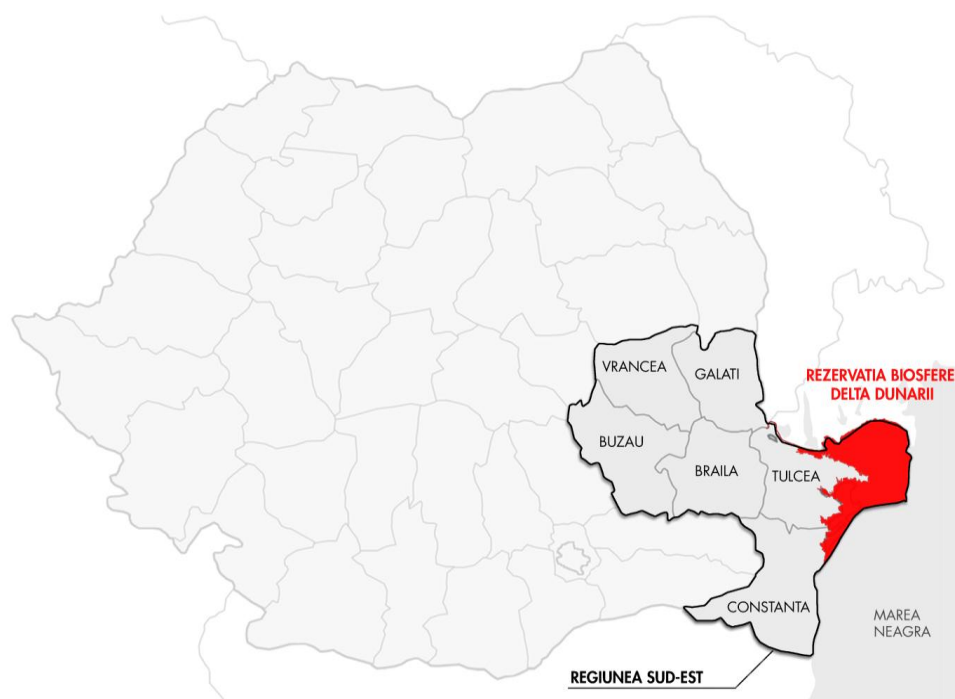 VRANCEA
GALATI
REZERVATIA BIOSFERE
DELTA DUNARII
BUZAU
BRAILA
TULCEA
CONSTANTA
MAREA
NEAGRA
REGIUNEA SUD-EST